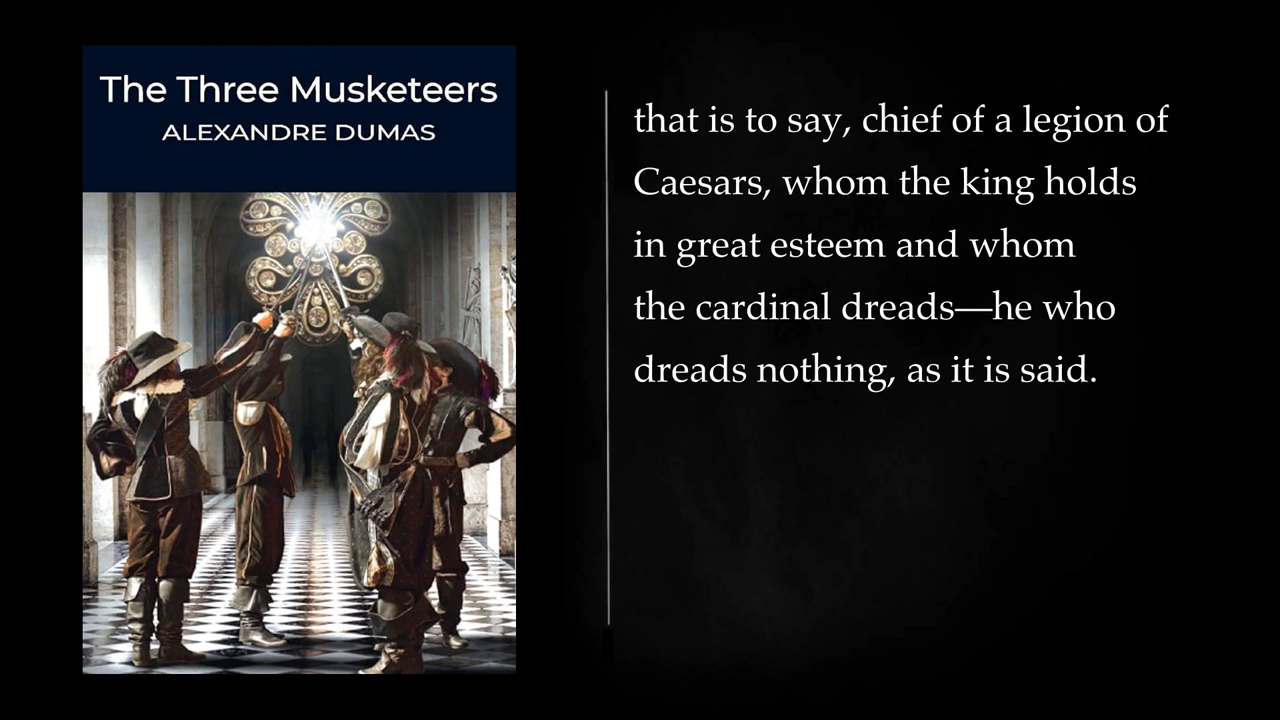 The Three Musketeers
ALEXANDRE DUMAS
that is to say, chief of a legion of
Caesars, whom the king holds
in great esteem and whom
the cardinal dreads—he who
dreads nothing, as it is said.